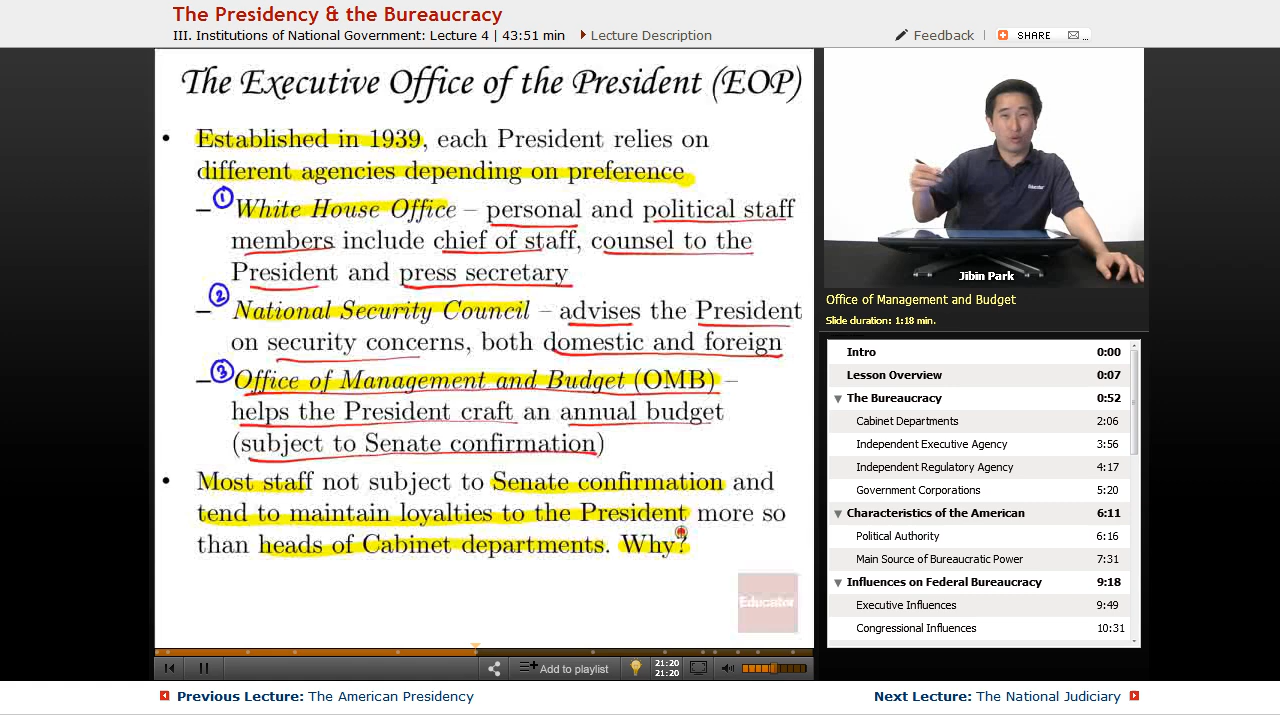 The Presidency & the Bureaucracy
III. Institutions of National Government: Lecture 4 | 43:51 min
Lecture Description
Feedback
SHARE
The Executive Office of the President (EOP)
• Established in 1939, each President relies on
different agencies depending on preference
– ① White House Office – personal and political staff
members include chief of staff, counsel to the
President and press secretary
– ② National Security Council – advises the President
on security concerns, both domestic and foreign
– ③ Office of Management and Budget (OMB) –
helps the President craft an annual budget
(subject to Senate confirmation)
• Most staff not subject to Senate confirmation and
tend to maintain loyalties to the President more so
than heads of Cabinet departments. Why?
Educator
Jibin Park
Office of Management and Budget
Slide duration: 1:18 min.
Intro 0:00
Lesson Overview 0:07
The Bureaucracy 0:52
Cabinet Departments 2:06
Independent Executive Agency 3:56
Independent Regulatory Agency 4:17
Government Corporations 5:20
Characteristics of the American 6:11
Political Authority 6:16
Main Source of Bureaucratic Power 7:31
Influences on Federal Bureaucracy 9:18
Executive Influences 9:49
Congressional Influences 10:31
Add to playlist
21:20
21:20
Previous Lecture: The American Presidency
Next Lecture: The National Judiciary